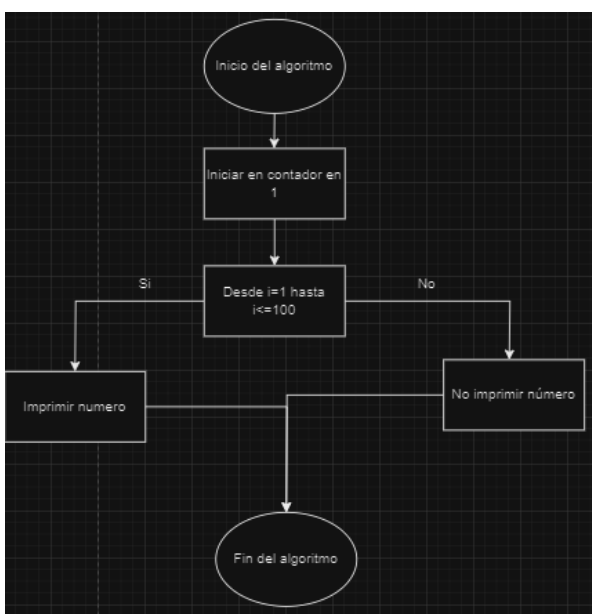 Inicio del algoritmo
Iniciar en contador en
1
Si
Desde i=1 hasta
i<=100
No
Imprimir numero
No imprimir número
Fin del algoritmo